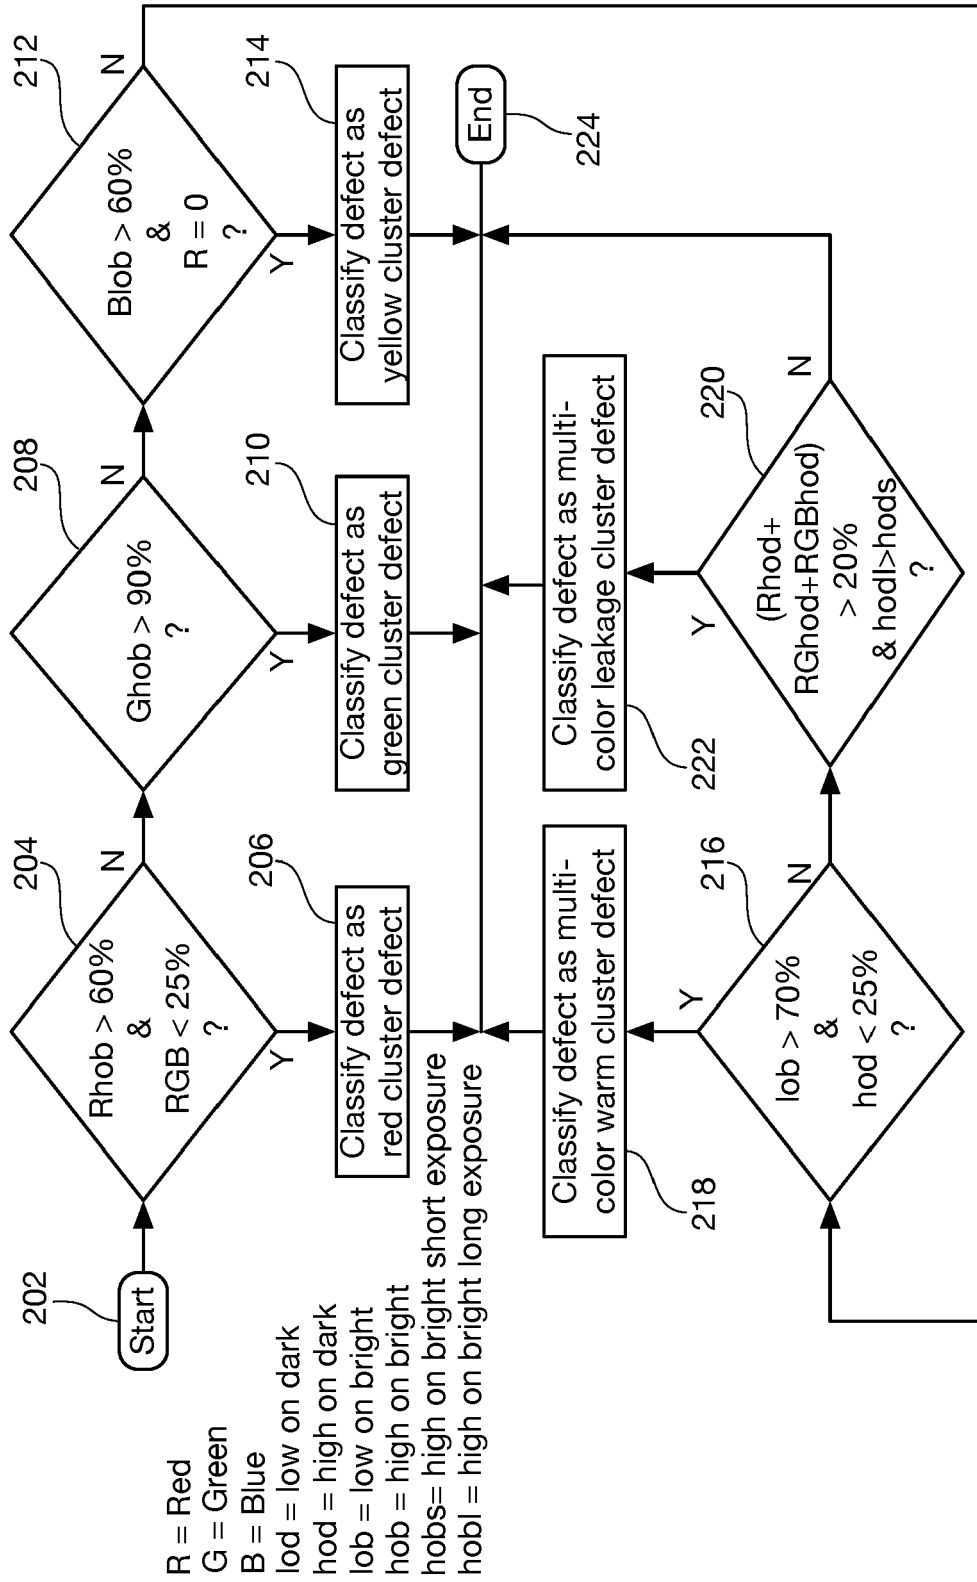 202
Start
204
Rhob > 60%
&
RGB < 25%
?
N
Y
206
Classify defect as
red cluster defect
208
Ghob > 90%
?
N
Y
210
Classify defect as
green cluster defect
212
Blob > 60%
&
R = 0
?
N
Y
214
Classify defect as
yellow cluster defect
End
224
R = Red
G = Green
B = Blue
lod = low on dark
hod = high on dark
lob = low on bright
hob = high on bright
hobs= high on bright short exposure
hobl = high on bright long exposure
Classify defect as multi-
color warm cluster defect
218
Classify defect as multi-
color leakage cluster defect
222
216
lob > 70%
&
hod < 25%
?
Y
N
220
(Rhod+
RGhod+RGBhod)
> 20%
& hodl>hods
?
Y
N